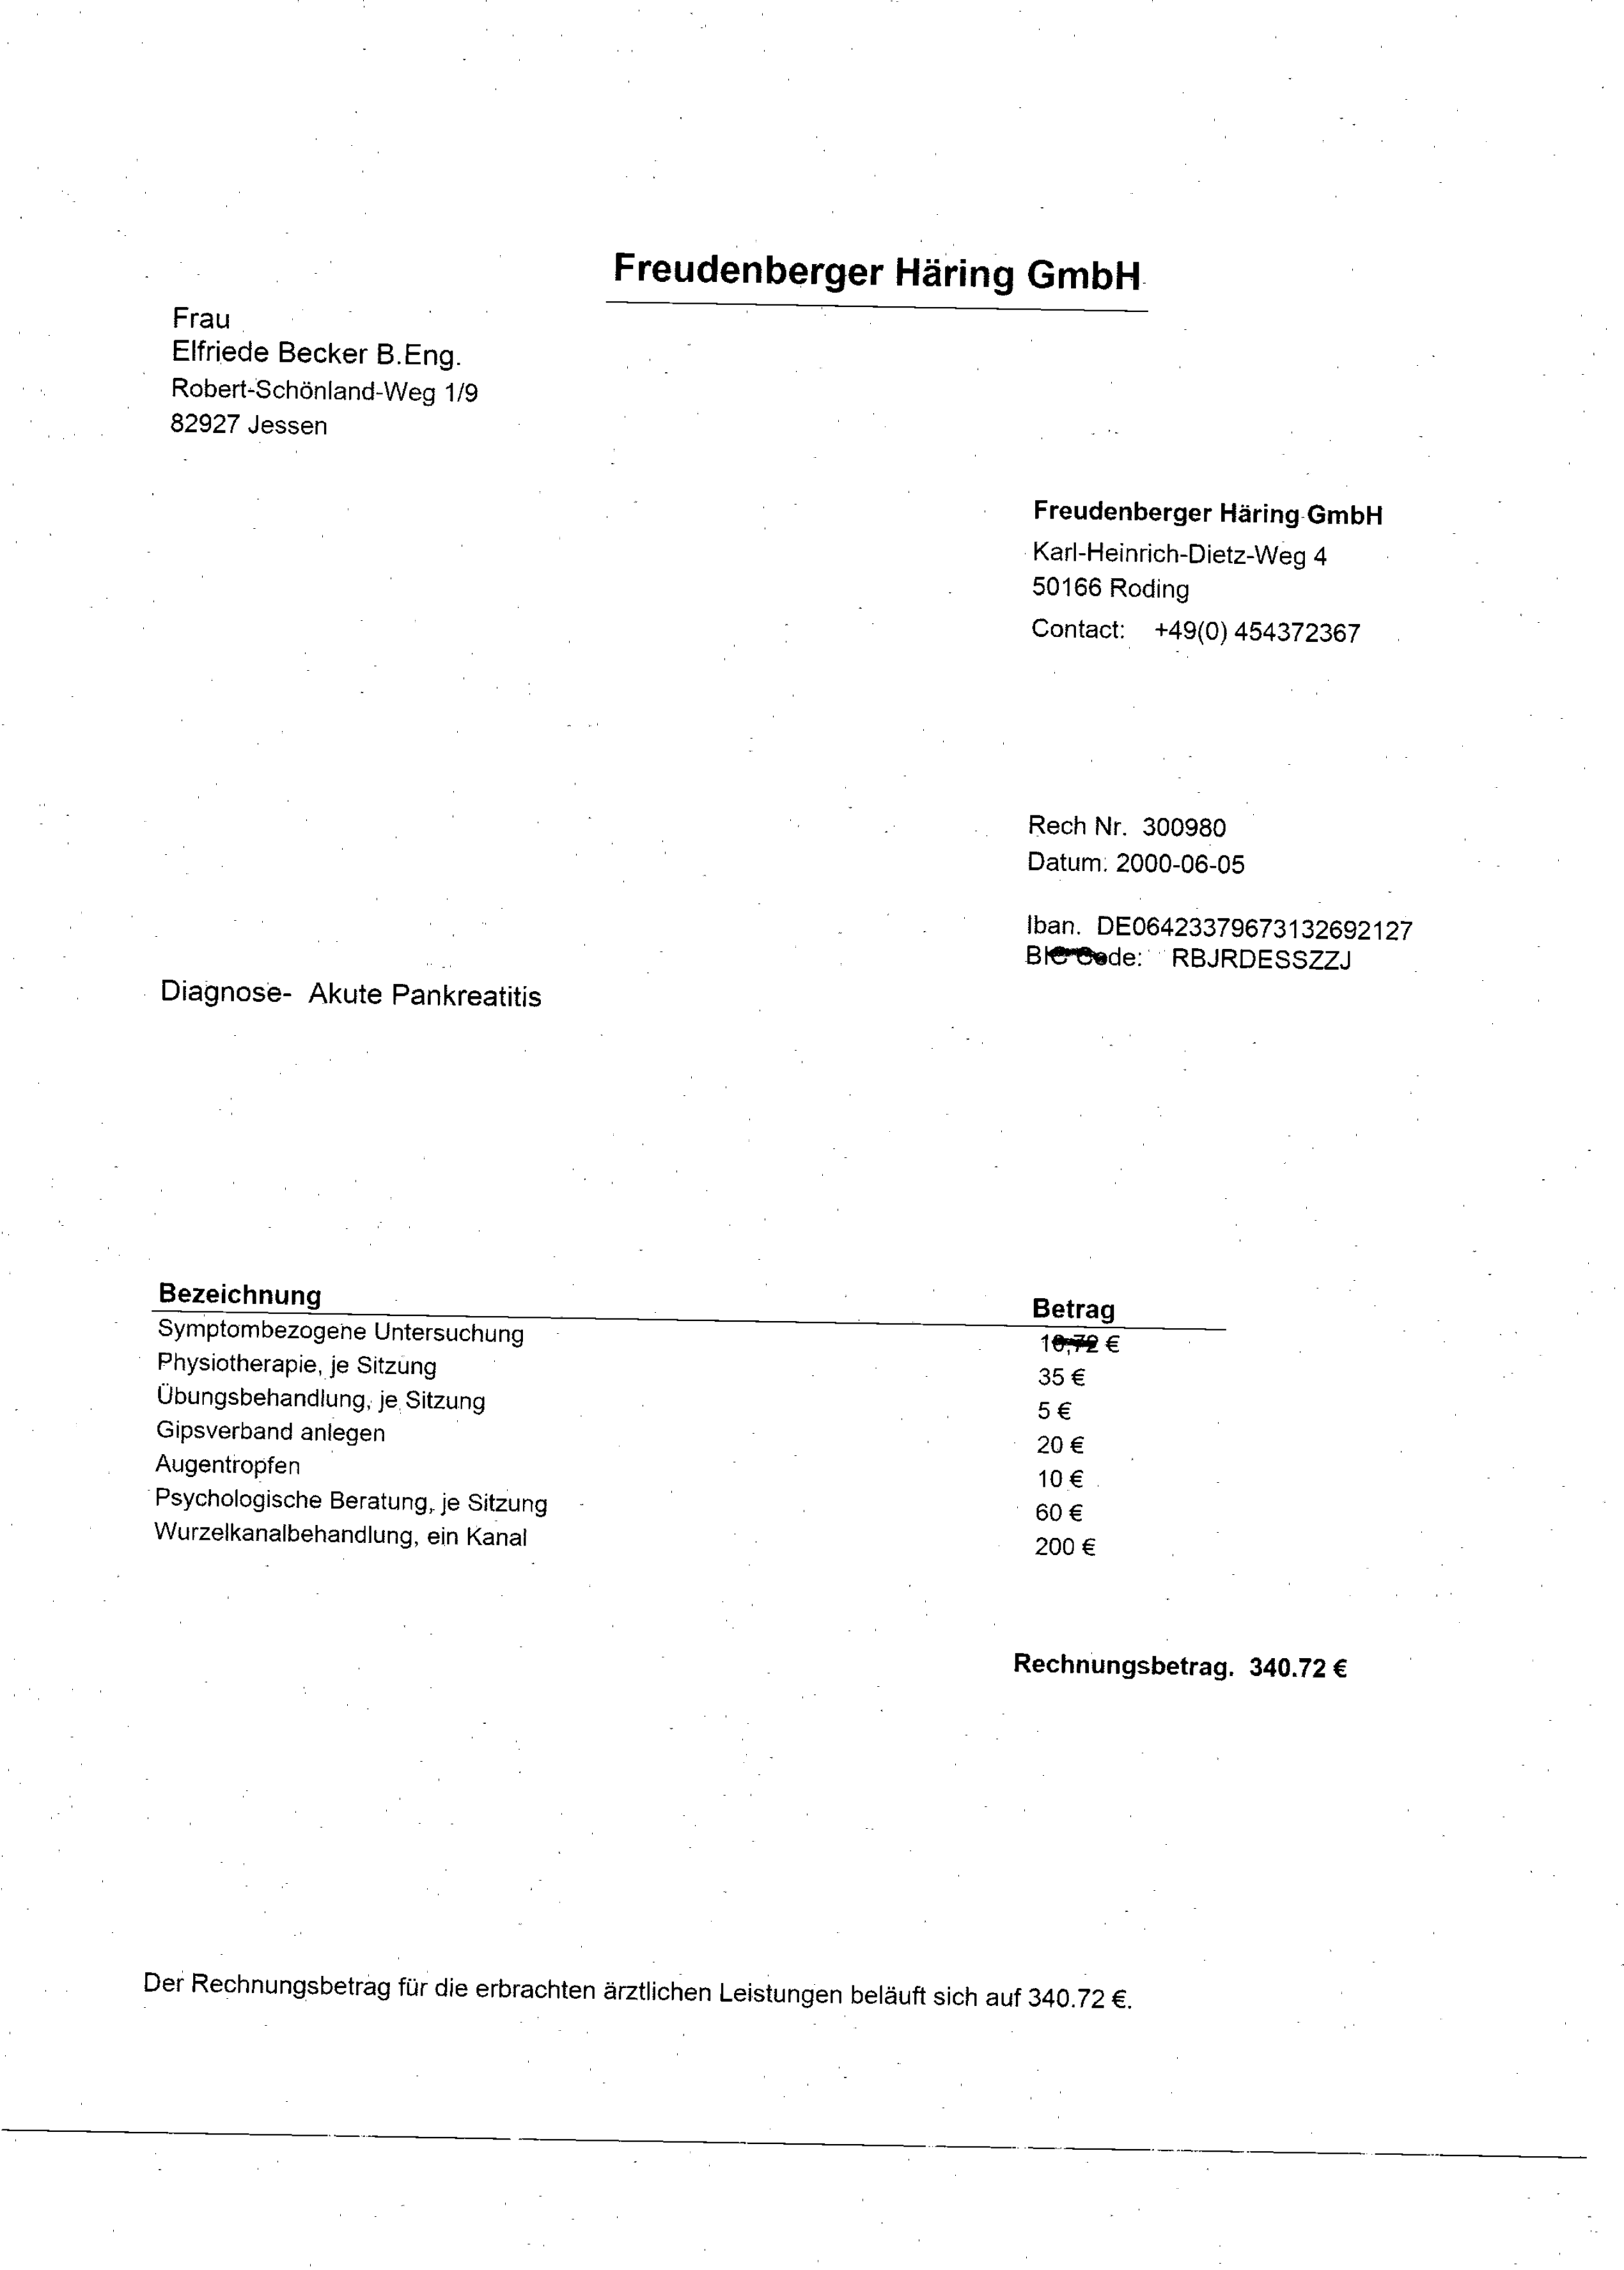 Freudenberger Häring GmbH
Frau
Elfriede Becker B.Eng.
Robert-Schönland-Weg 1/9
82927 Jessen
Freudenberger Häring GmbH
Karl-Heinrich-Dietz-Weg 4
50166 Roding
Contact: +49(0) 454372367
Rech Nr. 300980
Datum: 2000-06-05
Iban. DE06423379673132692127
RBJRDESSZZJ
Diagnose- Akute Pankreatitis
Bezeichnung Betrag
Symptombezogene Untersuchung €
Physiotherapie, je Sitzung 35 €
Übungsbehandlung, je Sitzung 5 €
Gipsverband anlegen 20 €
Augentropfen 10 €
Psychologische Beratung, je Sitzung 60 €
Wurzelkanalbehandlung, ein Kanal 200 €
Rechnungsbetrag. 340.72 €
Der Rechnungsbetrag für die erbrachten ärztlichen Leistungen beläuft sich auf 340.72 €.